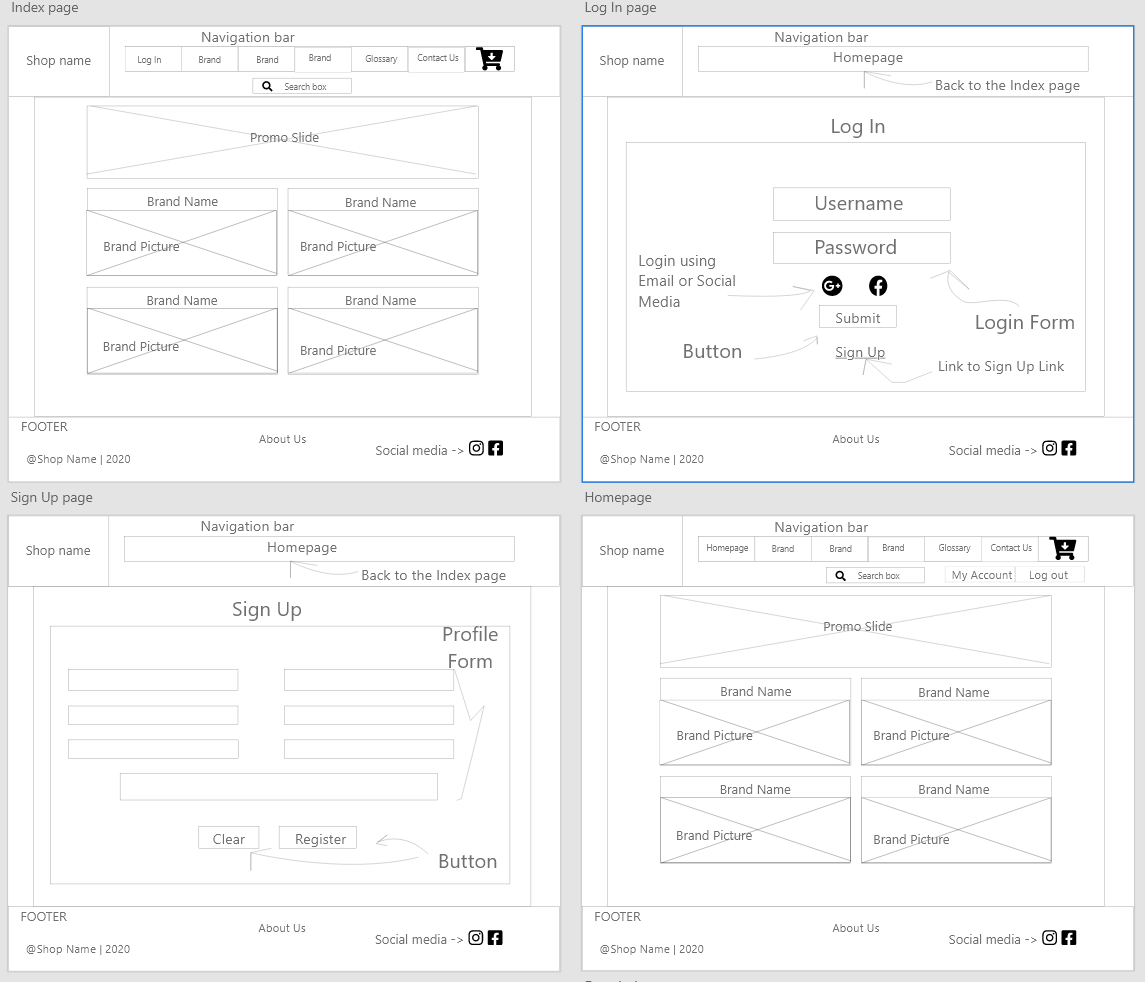 Index page
Navigation bar
Shop name
Log In
Brand
Brand
Brand
Glossary
Contact Us
Search box
Promo Slide
Brand Name
Brand Name
Brand Picture
Brand Picture
Brand Name
Brand Name
Brand Picture
Brand Picture
FOOTER
About Us
Social media ->
@Shop Name | 2020
Log In page
Navigation bar
Shop name
Homepage
Back to the Index page
Log In
Username
Password
Login using
Email or Social
Media
G+
Submit
Login Form
Button
Sign Up
Link to Sign Up Link
FOOTER
About Us
Social media ->
@Shop Name | 2020
Sign Up page
Navigation bar
Shop name
Homepage
Back to the Index page
Sign Up
Profile
Form
Clear
Register
Button
FOOTER
About Us
Social media ->
@Shop Name | 2020
Homepage
Navigation bar
Shop name
Homepage
Brand
Brand
Brand
Glossary
Contact Us
Search box
My Account
Log out
Promo Slide
Brand Name
Brand Name
Brand Picture
Brand Picture
Brand Name
Brand Name
Brand Picture
Brand Picture
FOOTER
About Us
Social media ->
@Shop Name | 2020